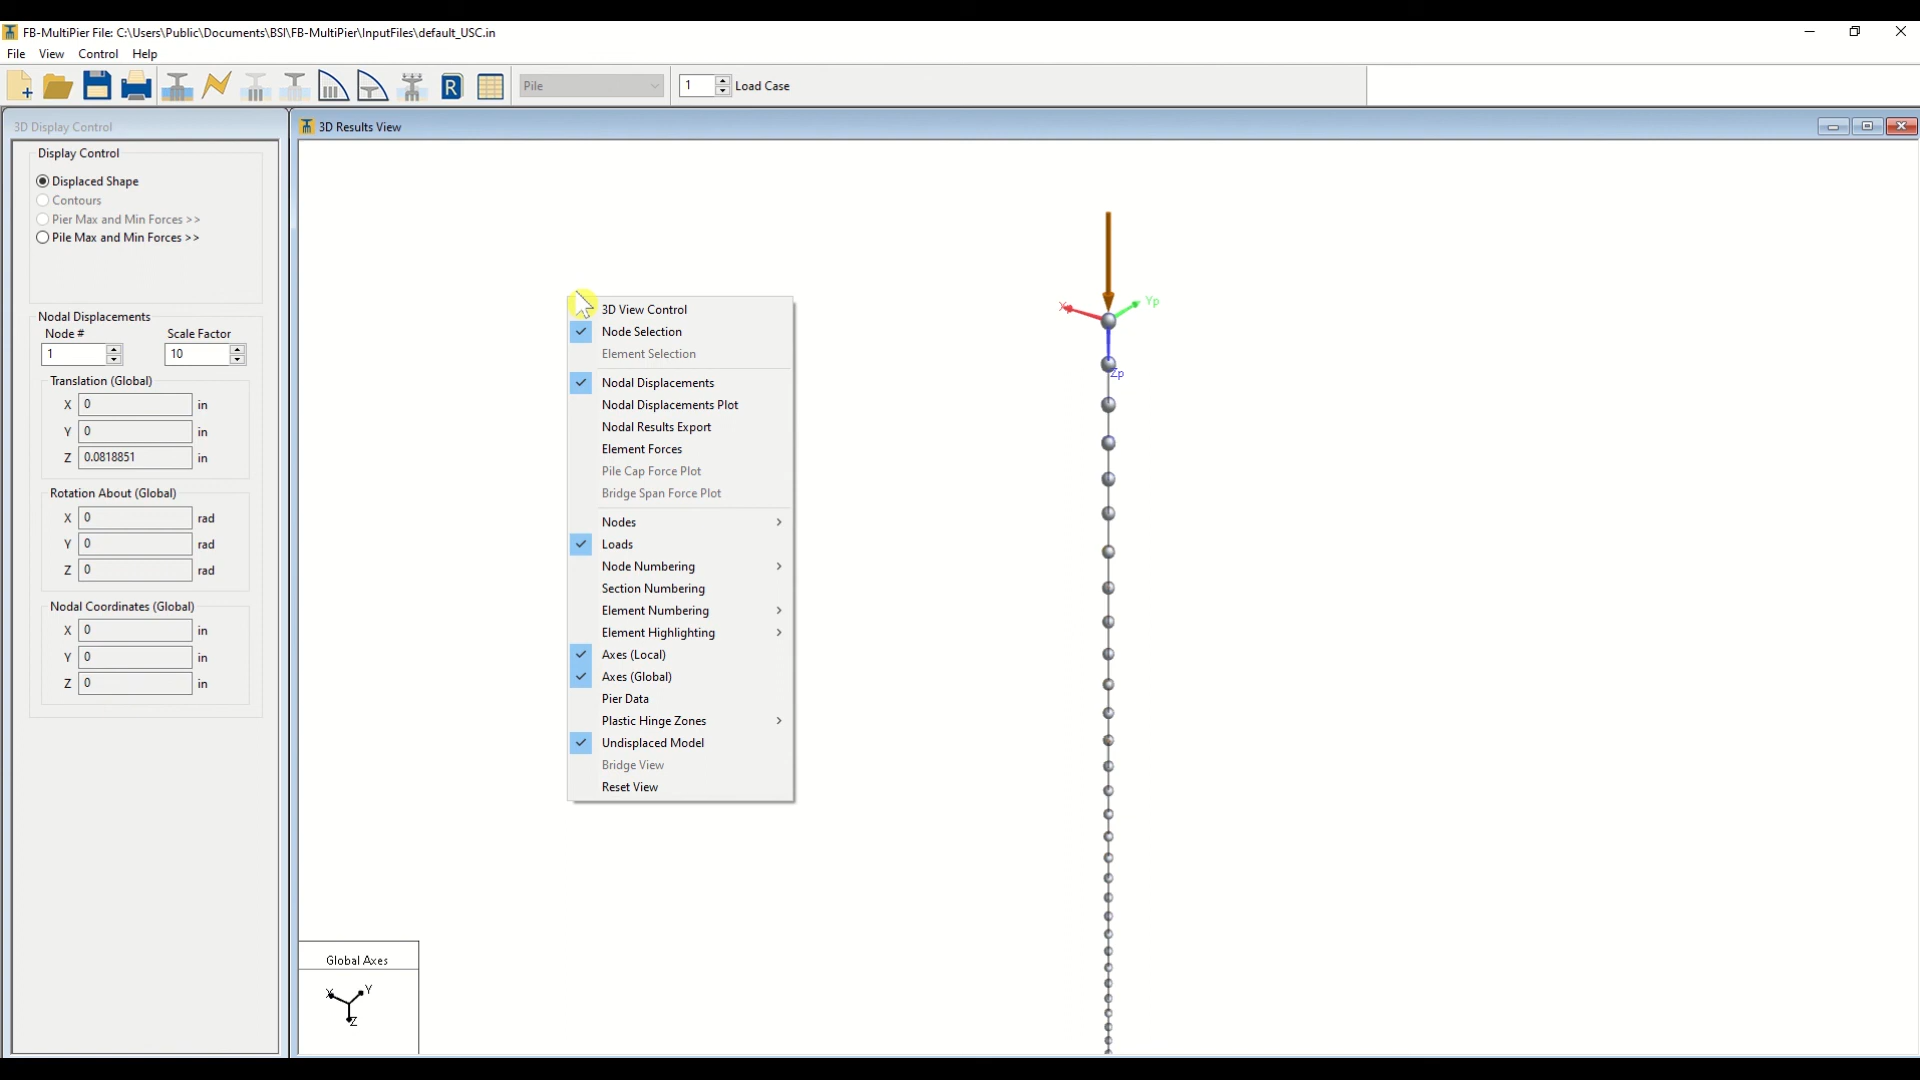 FB-MultiPier File: C:\Users\Public\Documents\BSI\FB-MultiPier\InputFiles\default_USC.in
File View Control Help
R Pile 1 Load Case
3D Display Control
3D Results View
Display Control
Displaced Shape
Contours
Pier Max and Min Forces >>
Pile Max and Min Forces >>
Nodal Displacements
Node # Scale Factor
1 10
Translation (Global)
X 0 in
Y 0 in
Z 0.0818851 in
Rotation About (Global)
X 0 rad
Y 0 rad
Z 0 rad
Nodal Coordinates (Global)
X 0 in
Y 0 in
Z 0 in
3D View Control
Node Selection
Element Selection
Nodal Displacements
Nodal Displacements Plot
Nodal Results Export
Element Forces
Pile Cap Force Plot
Bridge Span Force Plot
Nodes
Loads
Node Numbering
Section Numbering
Element Numbering
Element Highlighting
Axes (Local)
Axes (Global)
Pier Data
Plastic Hinge Zones
Undisplaced Model
Bridge View
Reset View
Xp Yp
Zp
Global Axes
X Y
Z